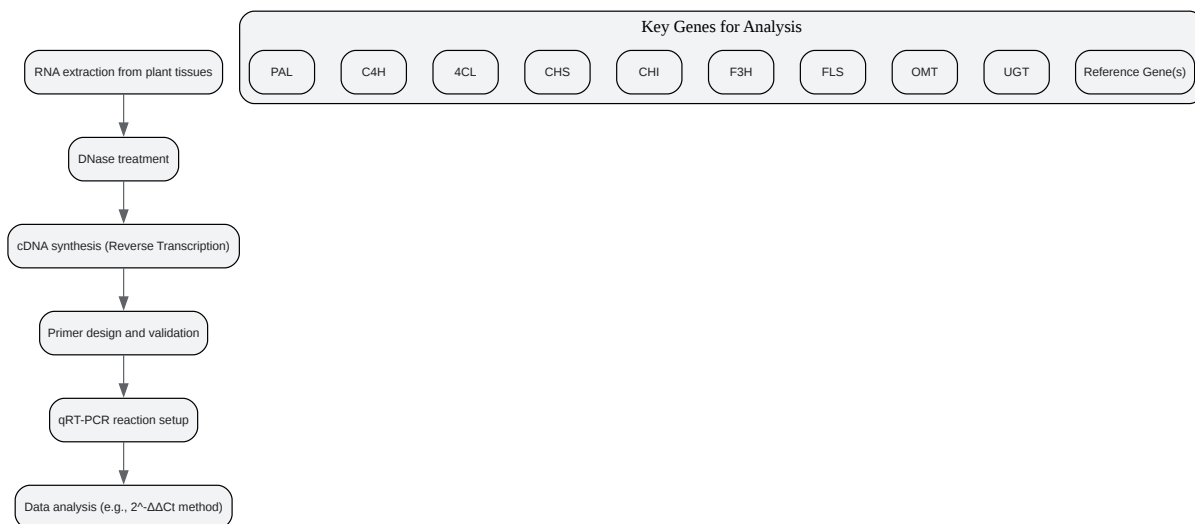 Key Genes for Analysis
RNA extraction from plant tissues
PAL
C4H
4CL
CHS
CHI
F3H
FLS
OMT
UGT
Reference Gene(s)
DNase treatment
cDNA synthesis (Reverse Transcription)
Primer design and validation
qRT-PCR reaction setup
Data analysis (e.g., 2^-ΔΔCt method)